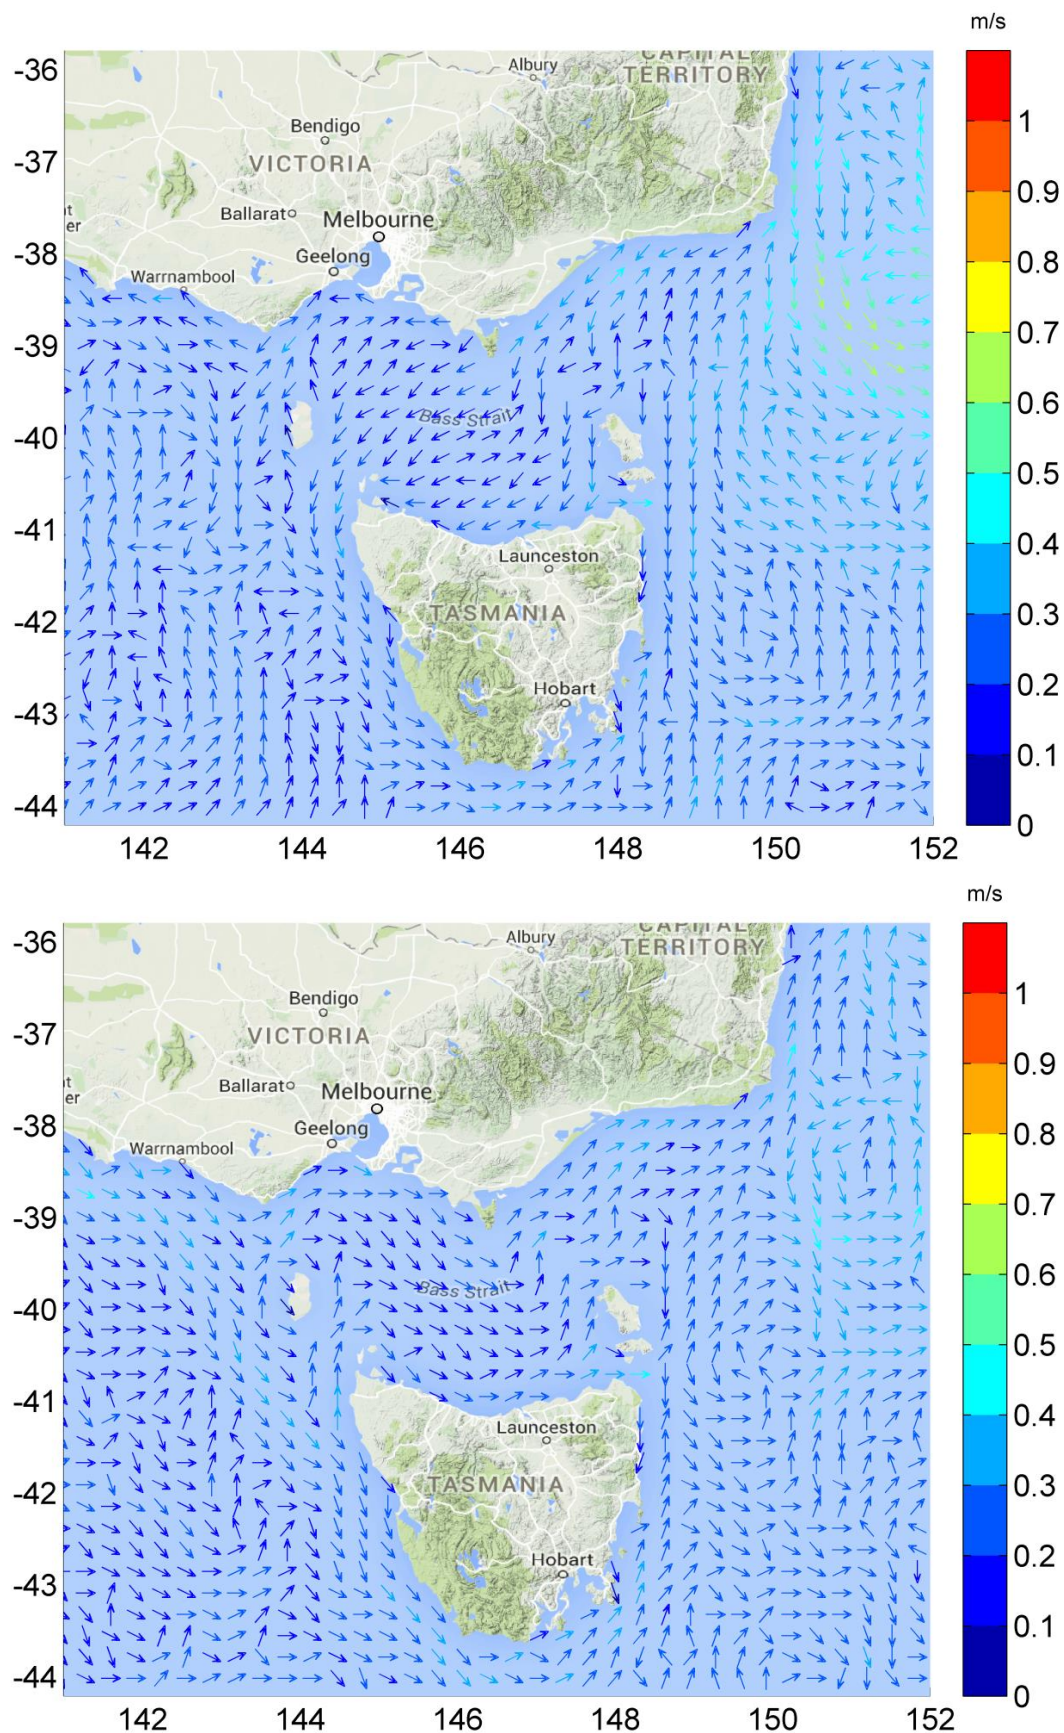 m/s
-36
Albury
CAPITAL
TERRITORY
1
Bendigo
-37
VICTORIA
0.9
Ballarat
Melbourne
0.8
-38
Geelong
Warrnambool
0.7
-39
0.6
-40
Bass Strait
0.5
-41
Launceston
0.4
TASMANIA
0.3
-42
Hobart
0.2
-43
0.1
-44
0
142
144
146
148
150
152
m/s
-36
Albury
CAPITAL
TERRITORY
1
Bendigo
-37
VICTORIA
0.9
Ballarat
Melbourne
0.8
-38
Geelong
Warrnambool
0.7
-39
0.6
-40
Bass Strait
0.5
-41
Launceston
0.4
TASMANIA
0.3
-42
Hobart
0.2
-43
0.1
-44
0
142
144
146
148
150
152